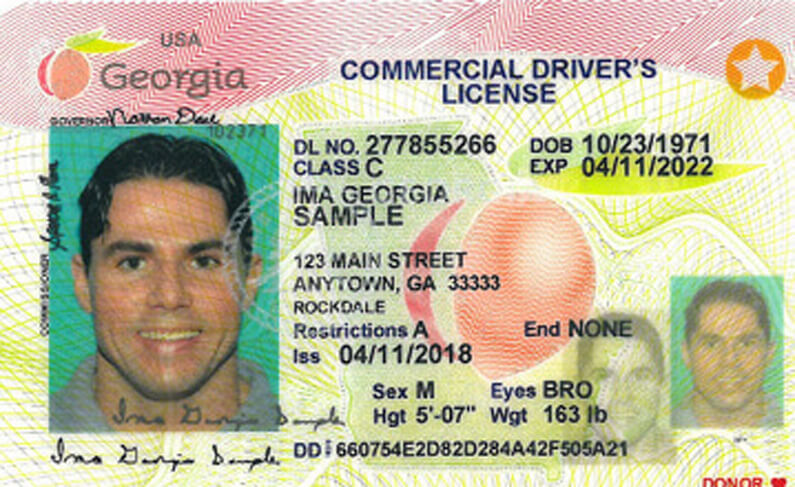 USA
Georgia
COMMERCIAL DRIVER'S
LICENSE
GOVERNOR
102371
DL NO. 277855266 DOB 10/23/1971
CLASS C EXP 04/11/2022
IMA GEORGIA
SAMPLE
123 MAIN STREET
ANYTOWN, GA 33333
ROCKDALE
Restrictions A End NONE
Iss 04/11/2018
COMMISSIONER
Sex M Eyes BRO
Hgt 5'-07" Wgt 163 lb
Ima Georgia Sample
Ima Georgia Sample
DD: 660754E2D82D284A42F505A21
DONOR